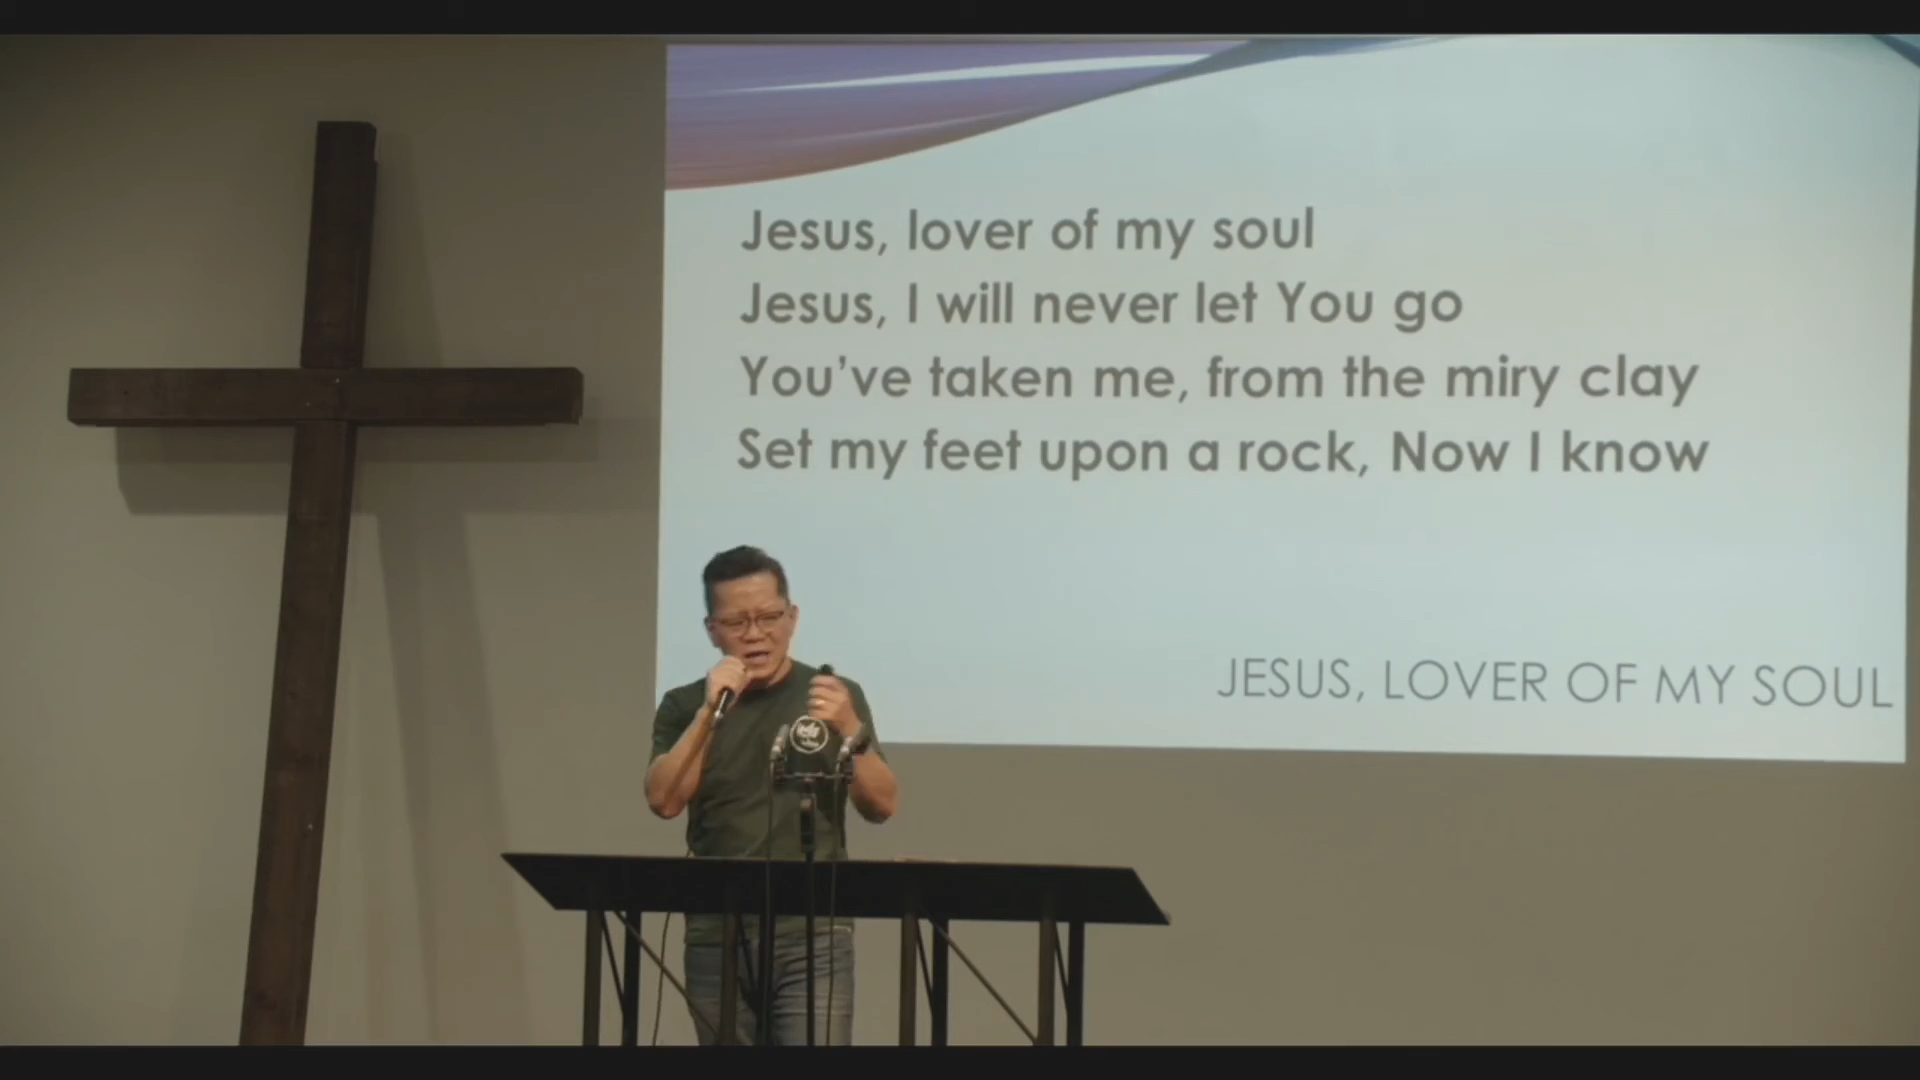 Jesus, lover of my soul
Jesus, I will never let You go
You've taken me, from the miry clay
Set my feet upon a rock, Now I know
JESUS, LOVER OF MY SOUL